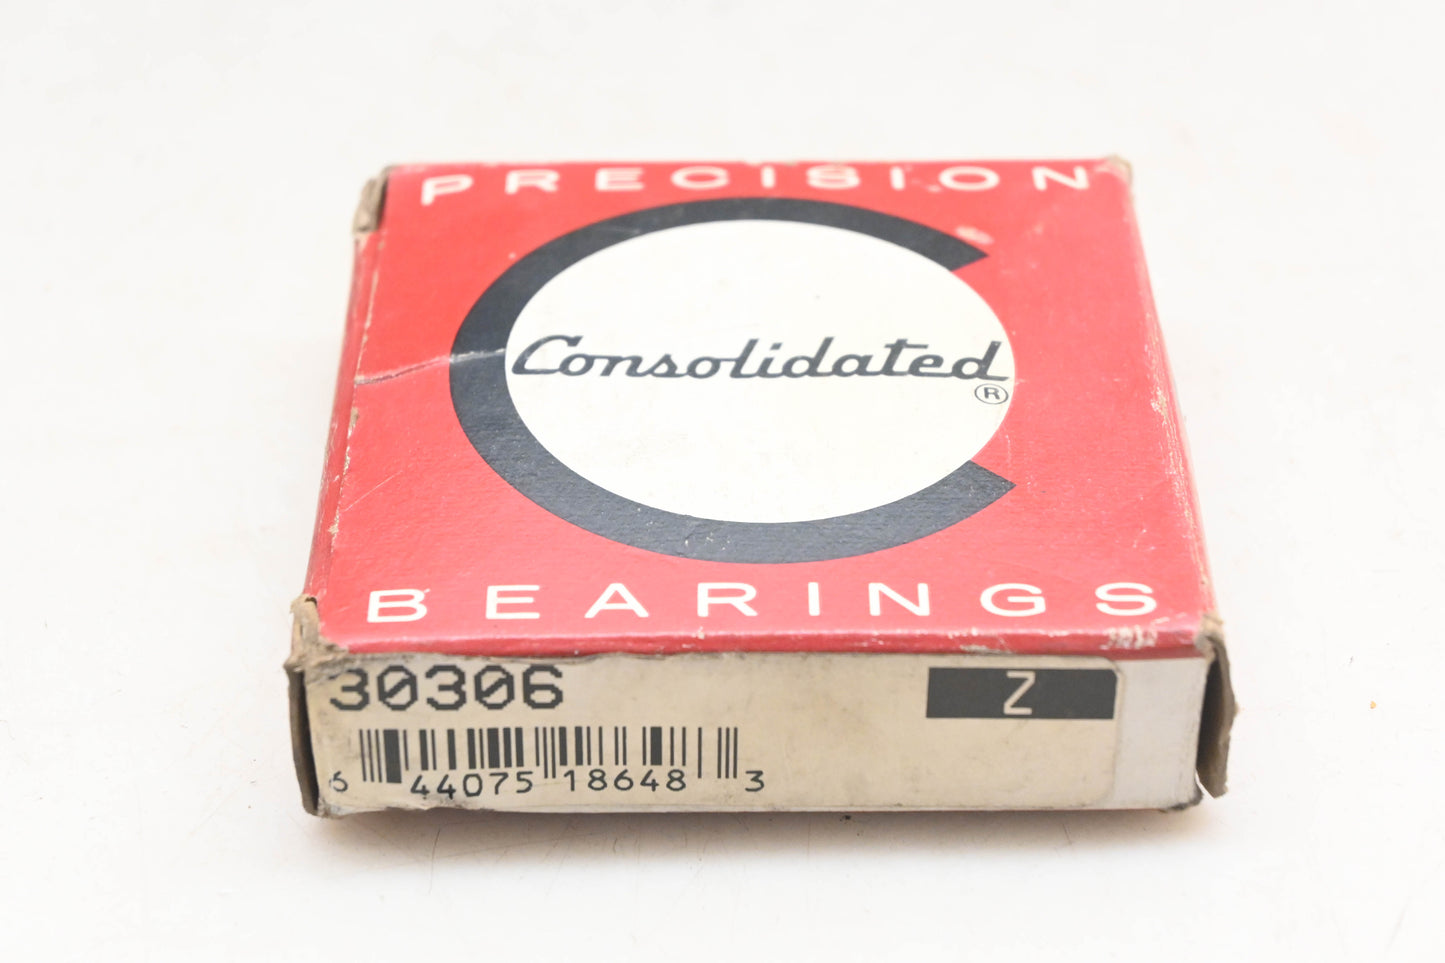 PRECISION
Consolidated
®
BEARINGS
30306
Z
6 44075 18648 3